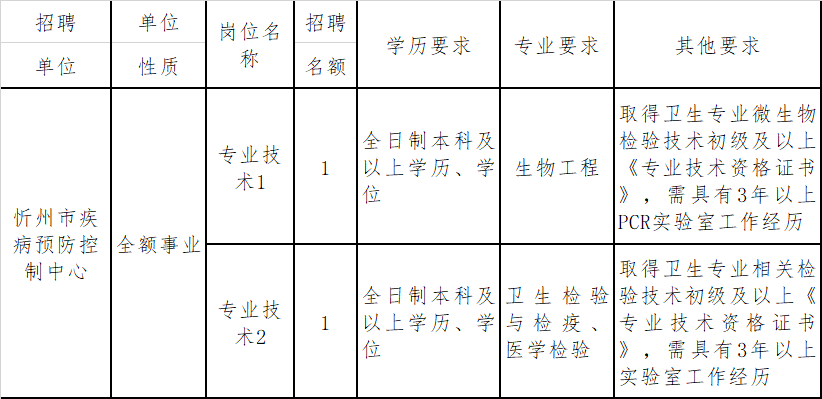 招聘
单位
单位
性质
岗位名
称
招聘
名额
学历要求
专业要求
其他要求
忻州市疾
病预防控
制中心
全额事业
专业技
术1
1
全日制本科及
以上学历、学
位
生物工程
取得卫生专业微生物
检验技术初级及以上
《专业技术资格证书
》，需具有3年以上
PCR实验室工作经历
专业技
术2
1
全日制本科及
以上学历、学
位
卫生检验
与检疫、
医学检验
取得卫生专业相关检
验技术初级及以上《
专业技术资格证书
》，需具有3年以上
实验室工作经历